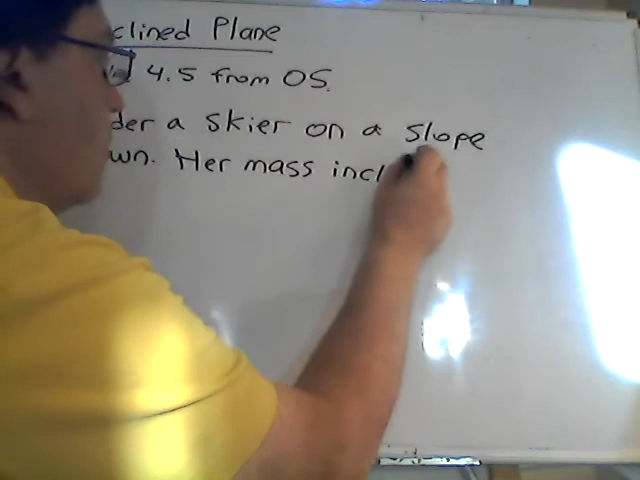 clined Plane
4.5 from OS.
der a skier on a slope
wn. Her mass incl